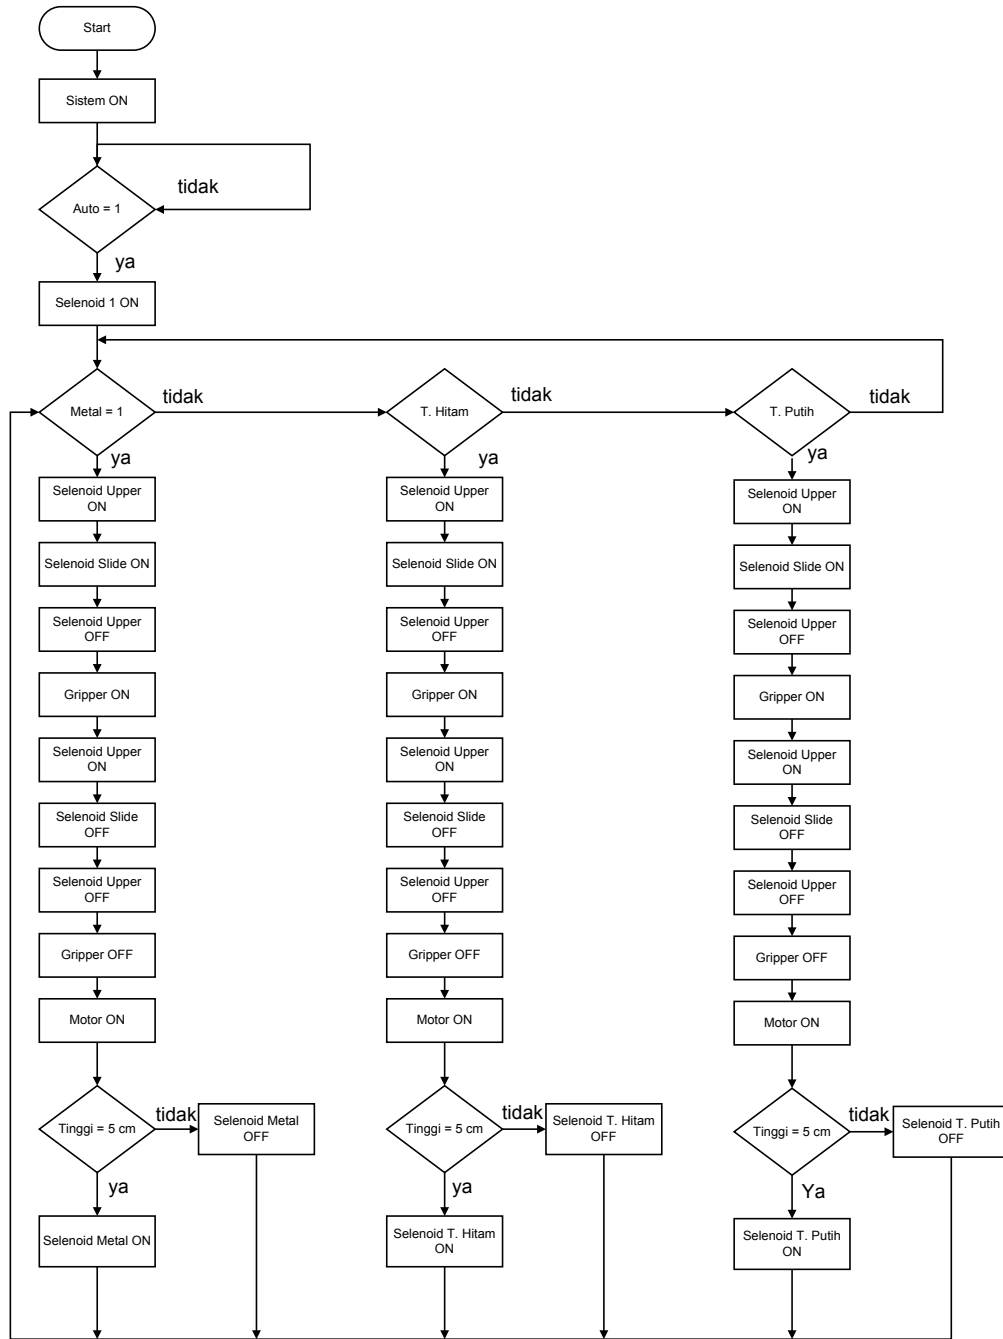 Start
Sistem ON
tidak
Auto = 1
ya
Selenoid 1 ON
Metal = 1
tidak
ya
Selenoid Upper
ON
Selenoid Slide ON
Selenoid Upper
OFF
Gripper ON
Selenoid Upper
ON
Selenoid Slide
OFF
Selenoid Upper
OFF
Gripper OFF
Motor ON
Tinggi = 5 cm
tidak
Selenoid Metal
OFF
ya
Selenoid Metal ON
T. Hitam
tidak
ya
Selenoid Upper
ON
Selenoid Slide ON
Selenoid Upper
OFF
Gripper ON
Selenoid Upper
ON
Selenoid Slide
OFF
Selenoid Upper
OFF
Gripper OFF
Motor ON
Tinggi = 5 cm
tidak
Selenoid T. Hitam
OFF
ya
Selenoid T. Hitam
ON
T. Putih
tidak
ya
Selenoid Upper
ON
Selenoid Slide ON
Selenoid Upper
OFF
Gripper ON
Selenoid Upper
ON
Selenoid Slide
OFF
Selenoid Upper
OFF
Gripper OFF
Motor ON
Tinggi = 5 cm
tidak
Selenoid T. Putih
OFF
Ya
Selenoid T. Putih
ON